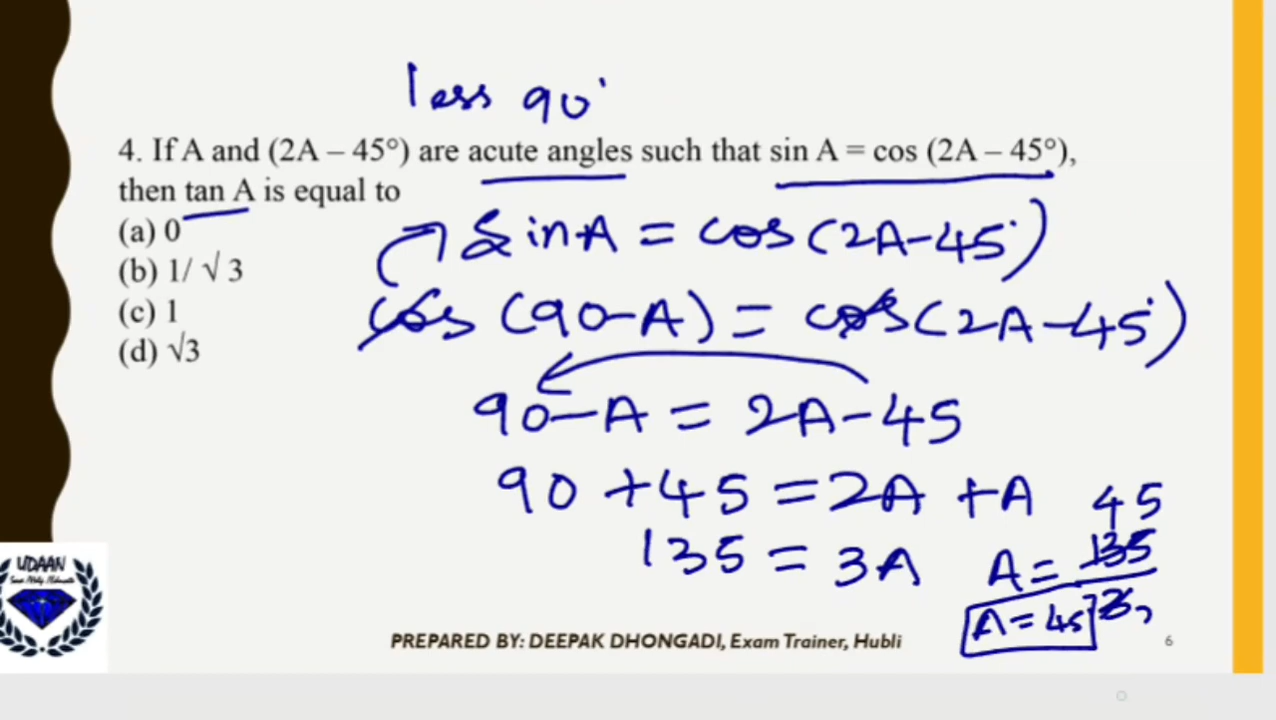 less 90°
4. If A and (2A – 45°) are acute angles such that sin A = cos (2A – 45°),
then tan A is equal to
(a) 0
(b) 1/ √ 3
(c) 1
(d) √3
sinA = cos(2A-45°)
cos (90-A) = cos(2A-45°)
90-A = 2A-45
90 +45 = 2A +A
135 = 3A
45
A = 135
3
A = 45
UDAAN
PREPARED BY: DEEPAK DHONGADI, Exam Trainer, Hubli
6